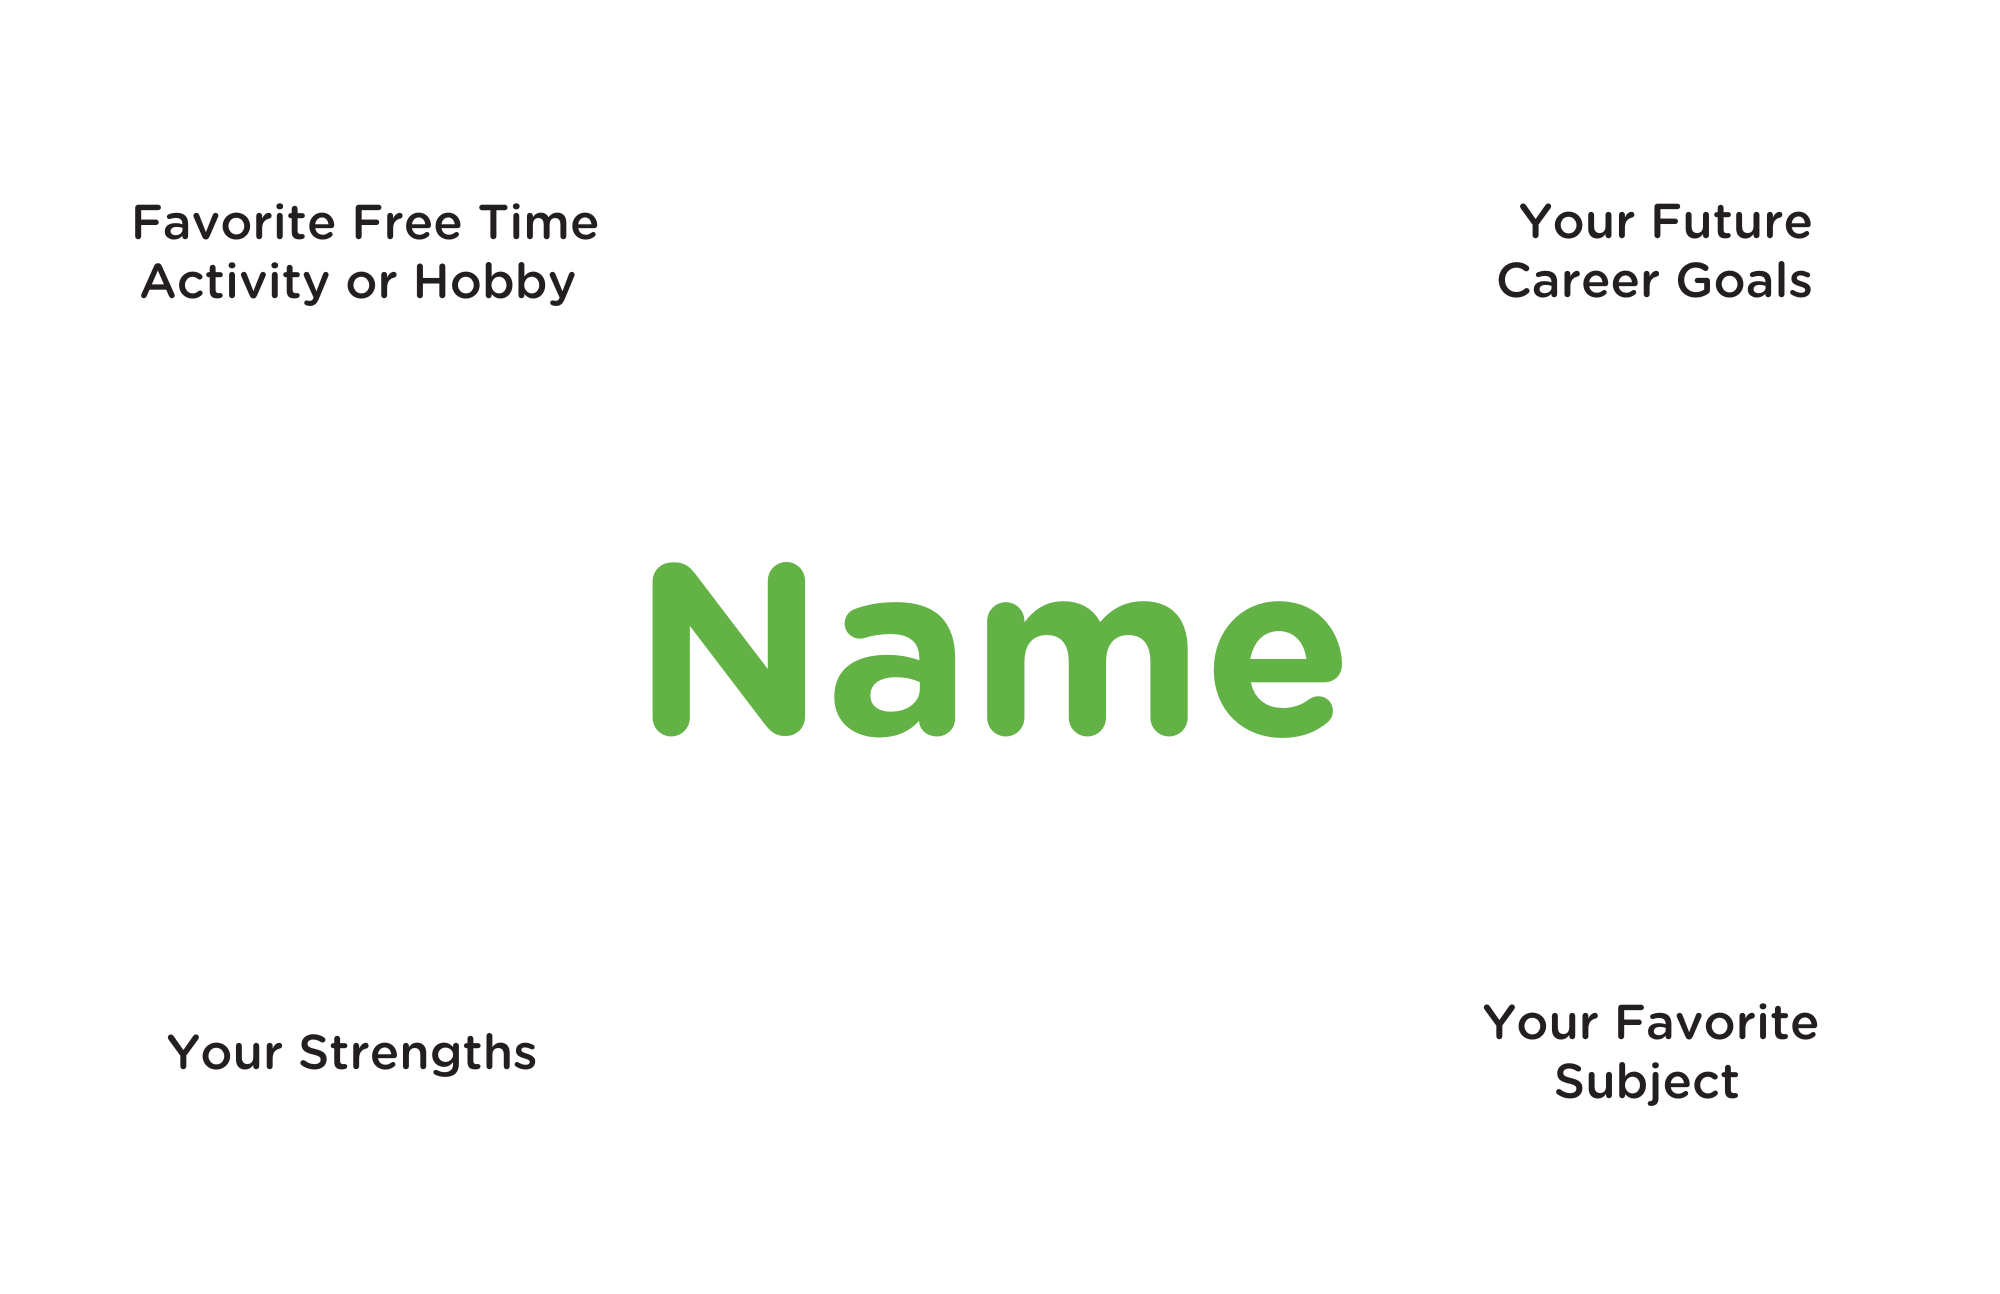 Favorite Free Time
Activity or Hobby
Your Future
Career Goals
Name
Your Strengths
Your Favorite
Subject